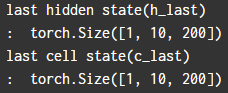 last hidden state(h_last)
:  torch.Size([1, 10, 200])
last cell state(c_last)
:  torch.Size([1, 10, 200])